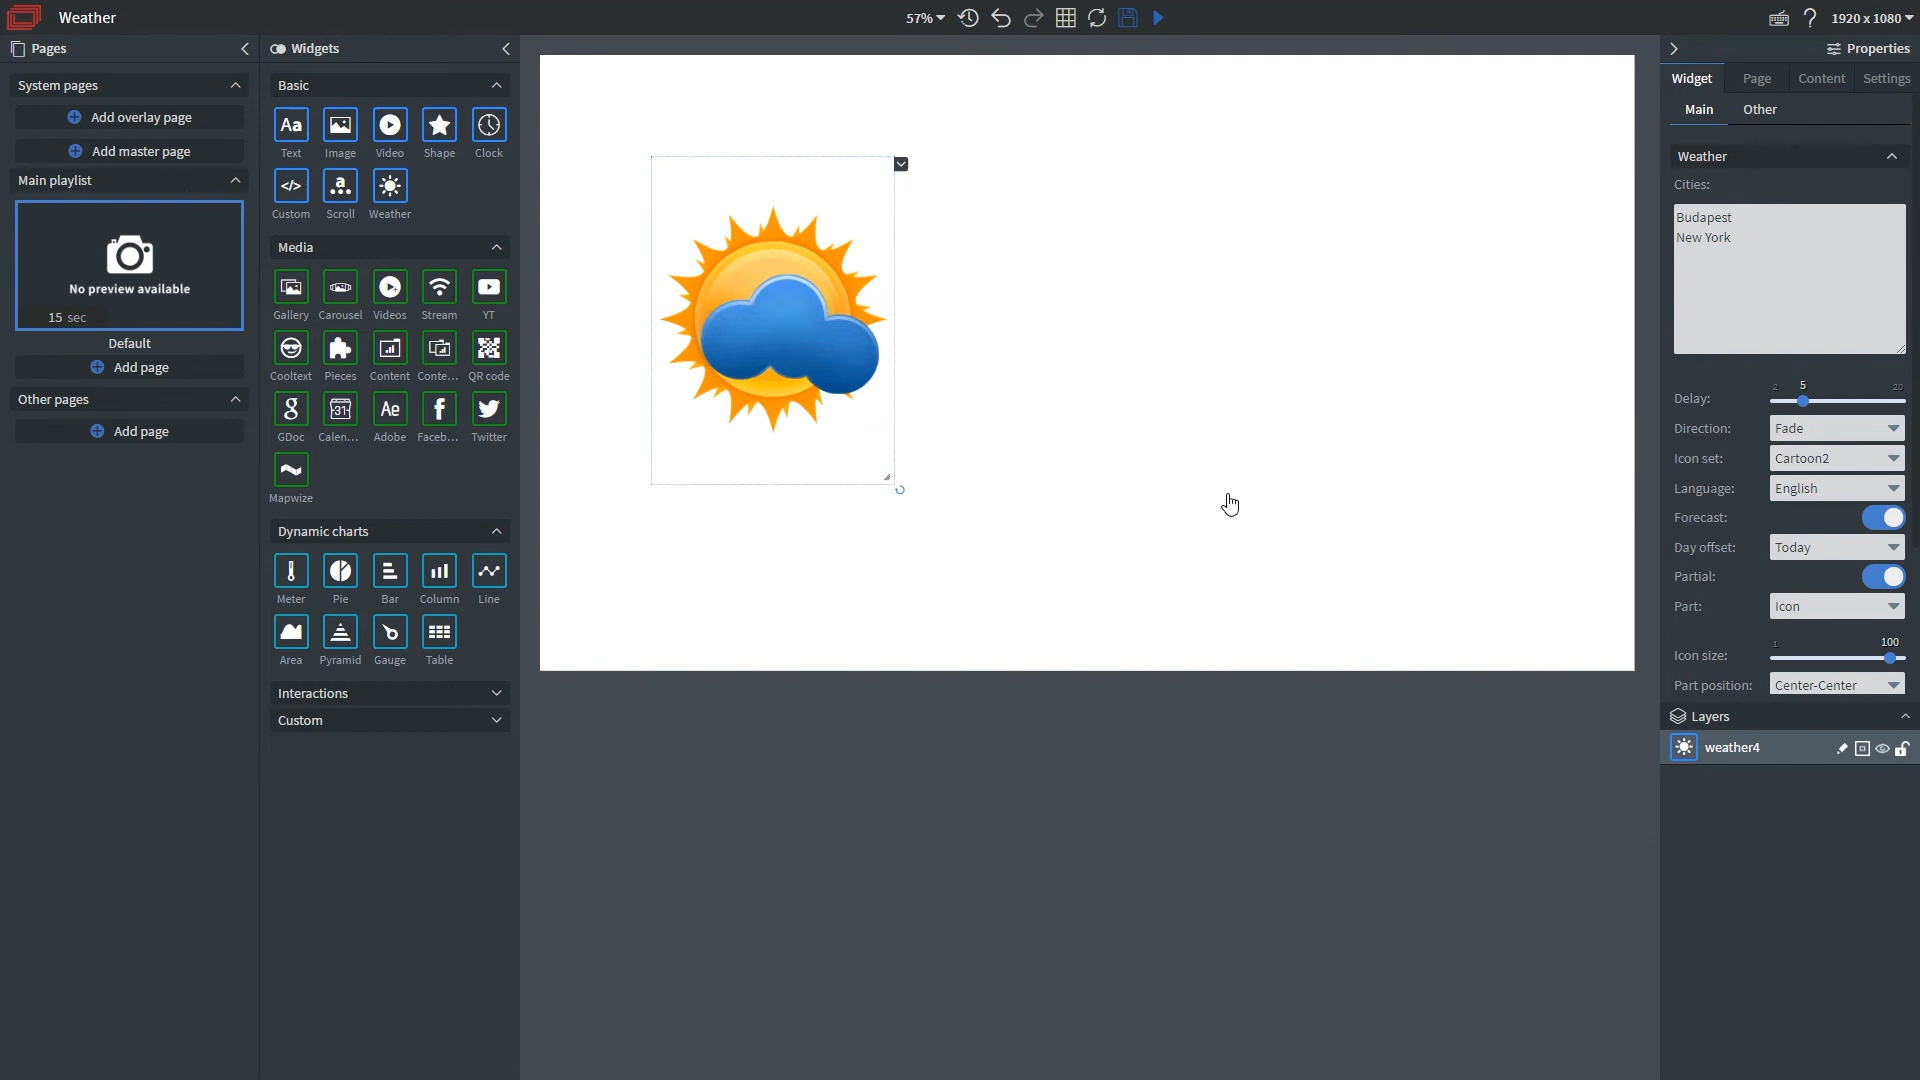 Weather
57%
1920 x 1080
Pages
System pages
Add overlay page
Add master page
Main playlist
No preview available
15 sec
Default
Add page
Other pages
Add page
Widgets
Basic
Aa
Text Image Video Shape Clock
</>
a
Custom Scroll Weather
Media
Gallery Carousel Videos Stream YT
Cooltext Pieces Content Conte... QR code
g 31 Ae f
GDoc Calen... Adobe Faceb... Twitter
Mapwize
Dynamic charts
Meter Pie Bar Column Line
Area Pyramid Gauge Table
Interactions
Custom
Properties
Widget Page Content Settings
Main Other
Weather
Cities:
Budapest
New York
2 5 20
Delay:
Direction: Fade
Icon set: Cartoon2
Language: English
Forecast:
Day offset: Today
Partial:
Part: Icon
1 100
Icon size:
Part position: Center-Center
Layers
weather4